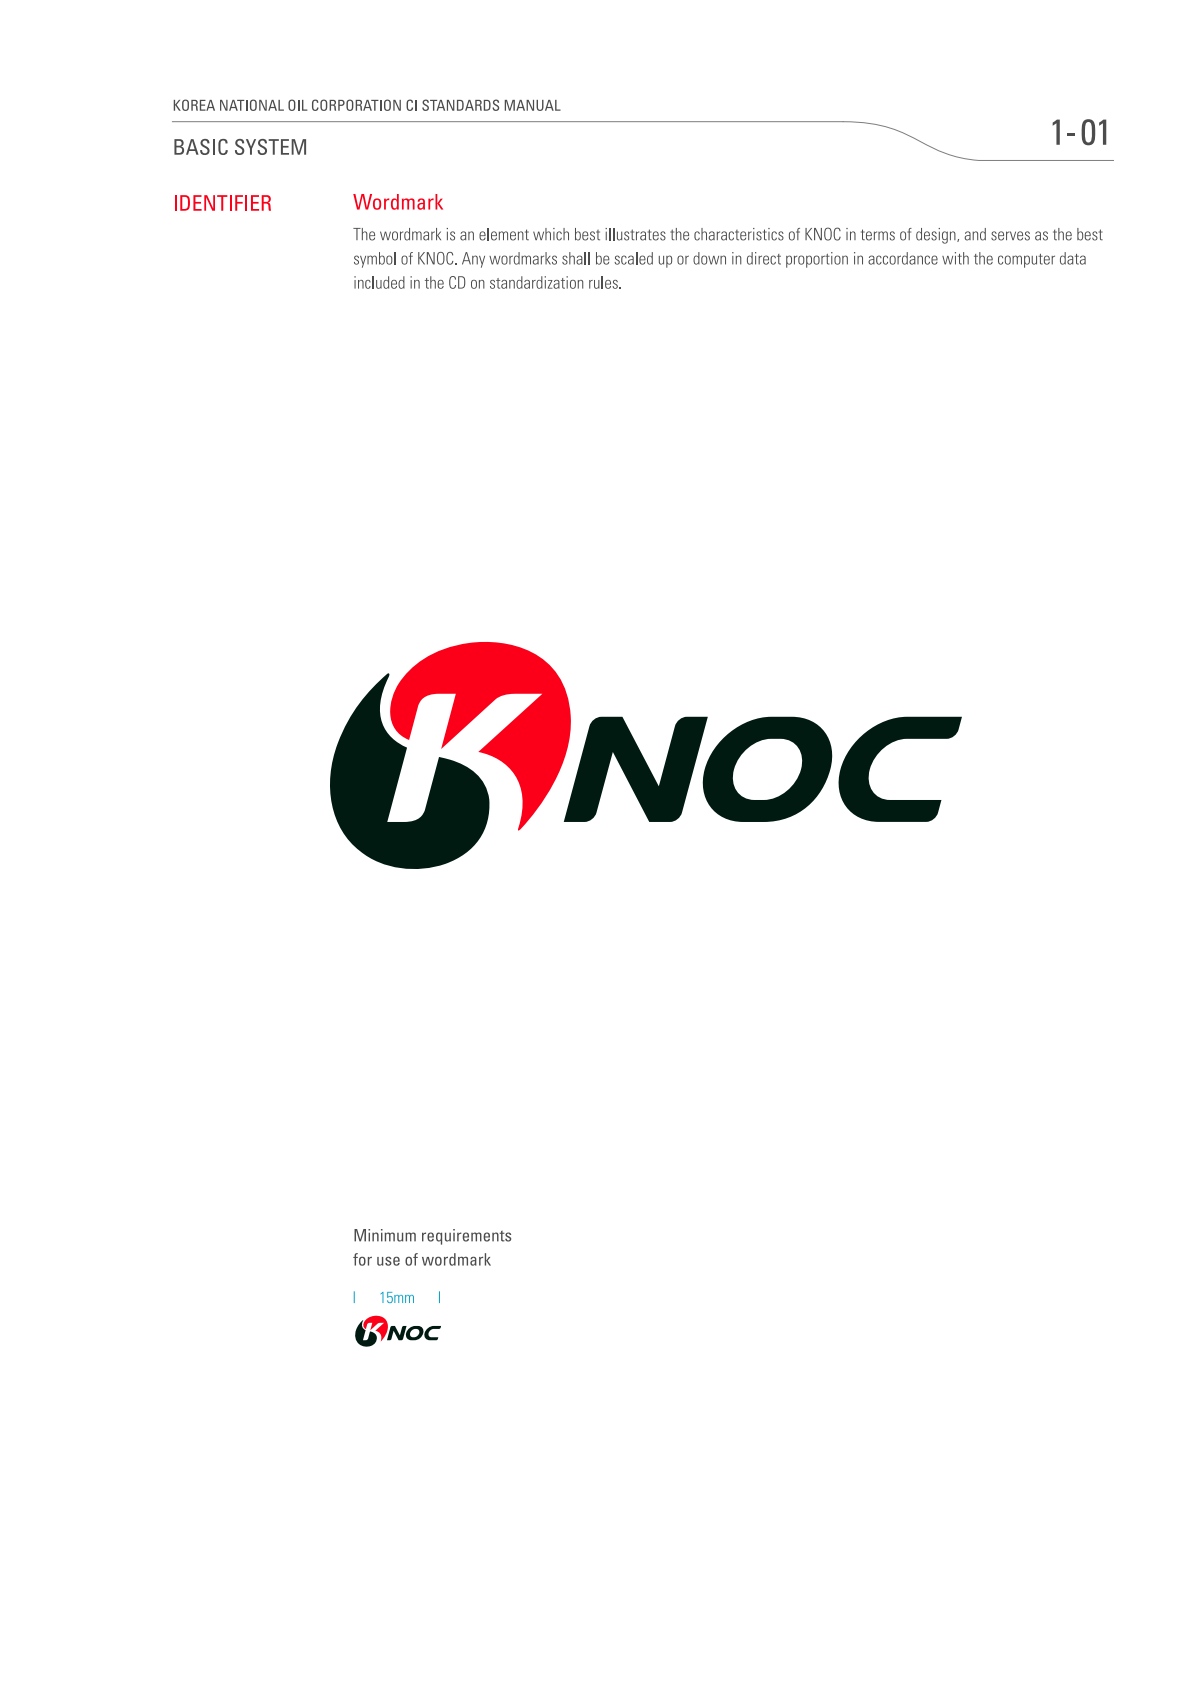 KOREA NATIONAL OIL CORPORATION CI STANDARDS MANUAL
1-01
BASIC SYSTEM
IDENTIFIER
Wordmark
The wordmark is an element which best illustrates the characteristics of KNOC in terms of design, and serves as the best
symbol of KNOC. Any wordmarks shall be scaled up or down in direct proportion in accordance with the computer data
included in the CD on standardization rules.
KNOC
Minimum requirements
for use of wordmark
15mm
KNOC